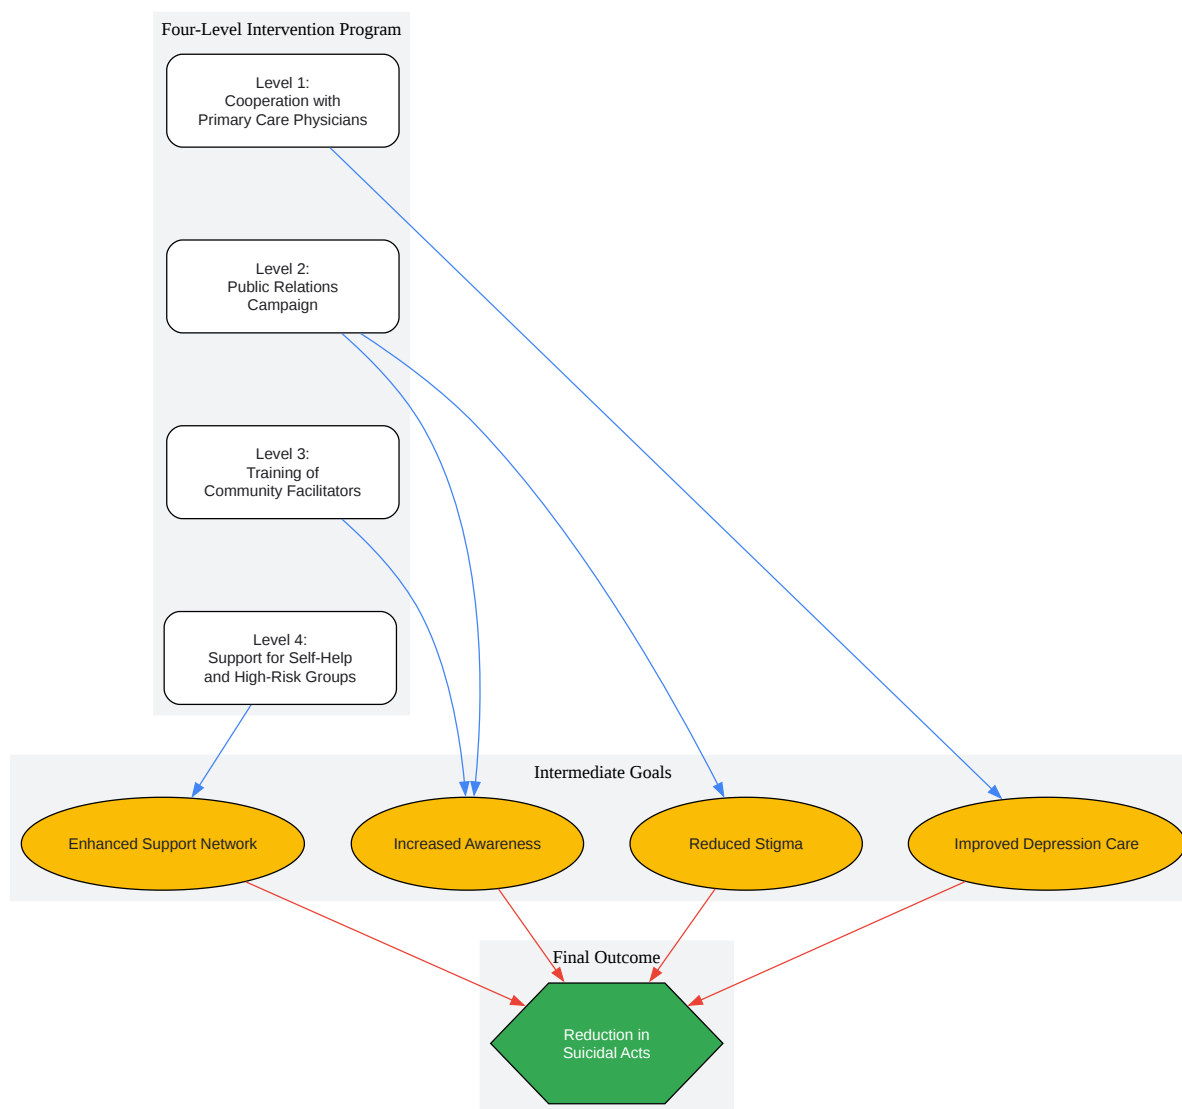 Four-Level Intervention Program
Level 1:
Cooperation with
Primary Care Physicians
Level 2:
Public Relations
Campaign
Level 3:
Training of
Community Facilitators
Level 4:
Support for Self-Help
and High-Risk Groups
Intermediate Goals
Enhanced Support Network
Increased Awareness
Reduced Stigma
Improved Depression Care
Final Outcome
Reduction in
Suicidal Acts